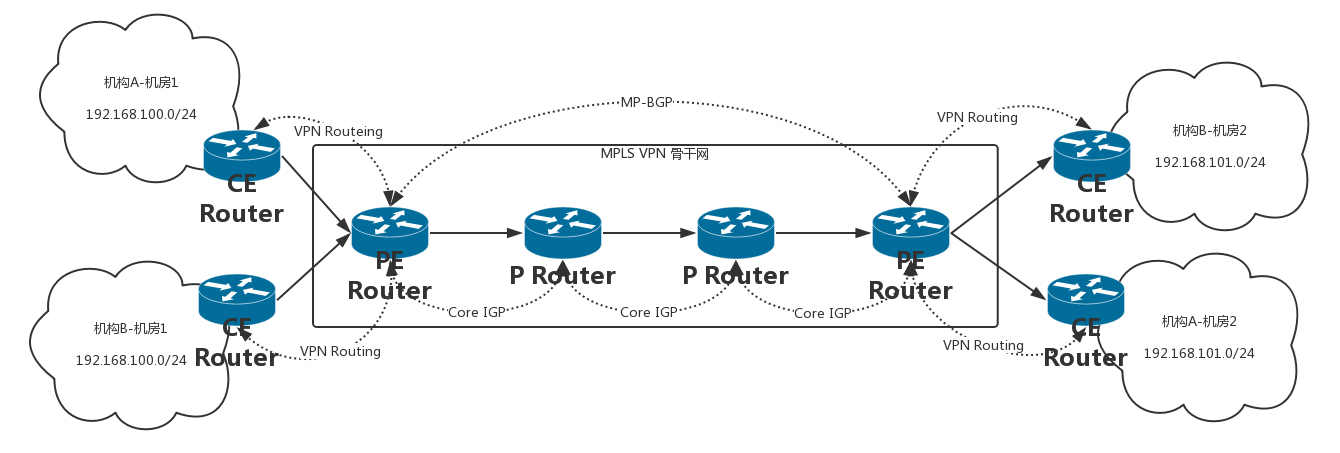 机构A-机房1
192.168.100.0/24
CE
Router
VPN Routeing
MP-BGP
VPN Routing
机构B-机房2
192.168.101.0/24
CE
Router
MPLS VPN 骨干网
PE
Router
P Router
P Router
PE
Router
Core IGP
Core IGP
Core IGP
机构B-机房1
192.168.100.0/24
CE
Router
VPN Routing
VPN Routing
CE
Router
机构A-机房2
192.168.101.0/24